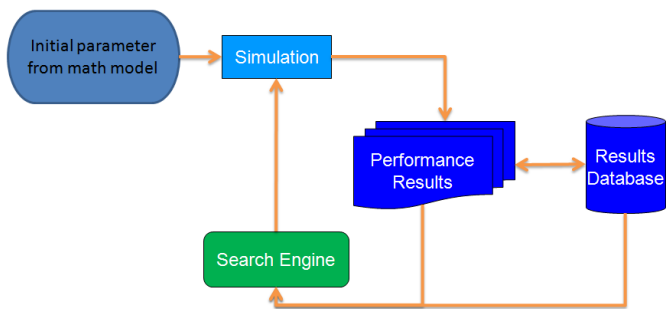 Initial parameter
from math model
Simulation
Performance
Results
Results
Database
Search Engine